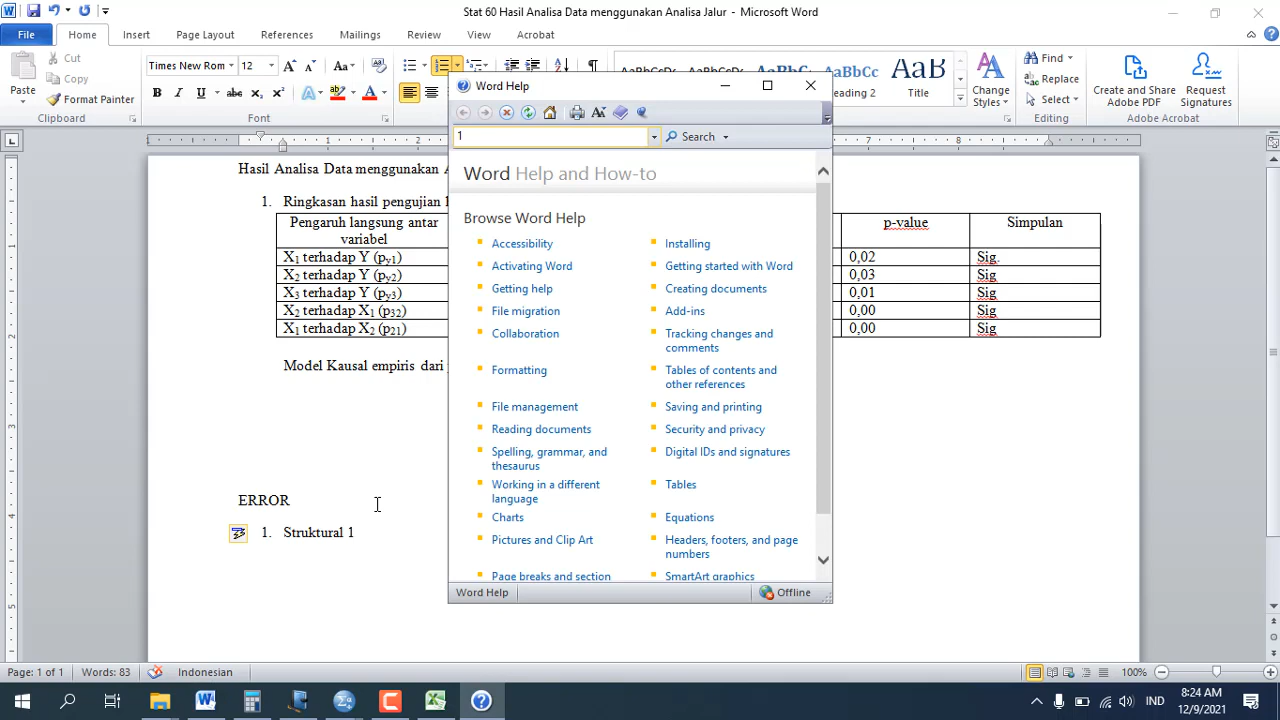 Stat 60 Hasil Analisa Data menggunakan Analisa Jalur - Microsoft Word
File Home Insert Page Layout References Mailings Review View Acrobat
Paste
Cut
Copy
Format Painter
Clipboard
Times New Rom 12
Font
Heading 2
Change Styles
Find
Replace
Select
Editing
Create and Share Adobe PDF
Request Signatures
Adobe Acrobat
Hasil Analisa Data menggunakan
1. Ringkasan hasil pengujian
Pengaruh langsung antar variabel p-value Simpulan
X1 terhadap Y (py1) 0,02 Sig.
X2 terhadap Y (py2) 0,03 Sig
X3 terhadap Y (py3) 0,01 Sig
X2 terhadap X1 (p32) 0,00 Sig
X1 terhadap X2 (p21) 0,00 Sig
Model Kausal empiris dari
ERROR
1. Struktural 1
Word Help
1
Search
Word Help and How-to
Browse Word Help
Accessibility
Installing
Activating Word
Getting started with Word
Getting help
Creating documents
File migration
Add-ins
Collaboration
Tracking changes and comments
Formatting
Tables of contents and other references
File management
Saving and printing
Reading documents
Security and privacy
Spelling, grammar, and thesaurus
Digital IDs and signatures
Working in a different language
Tables
Charts
Equations
Pictures and Clip Art
Headers, footers, and page numbers
Page breaks and section
SmartArt graphics
Word Help Offline
Page: 1 of 1 Words: 83 Indonesian 100%
IND
8:24 AM
12/9/2021